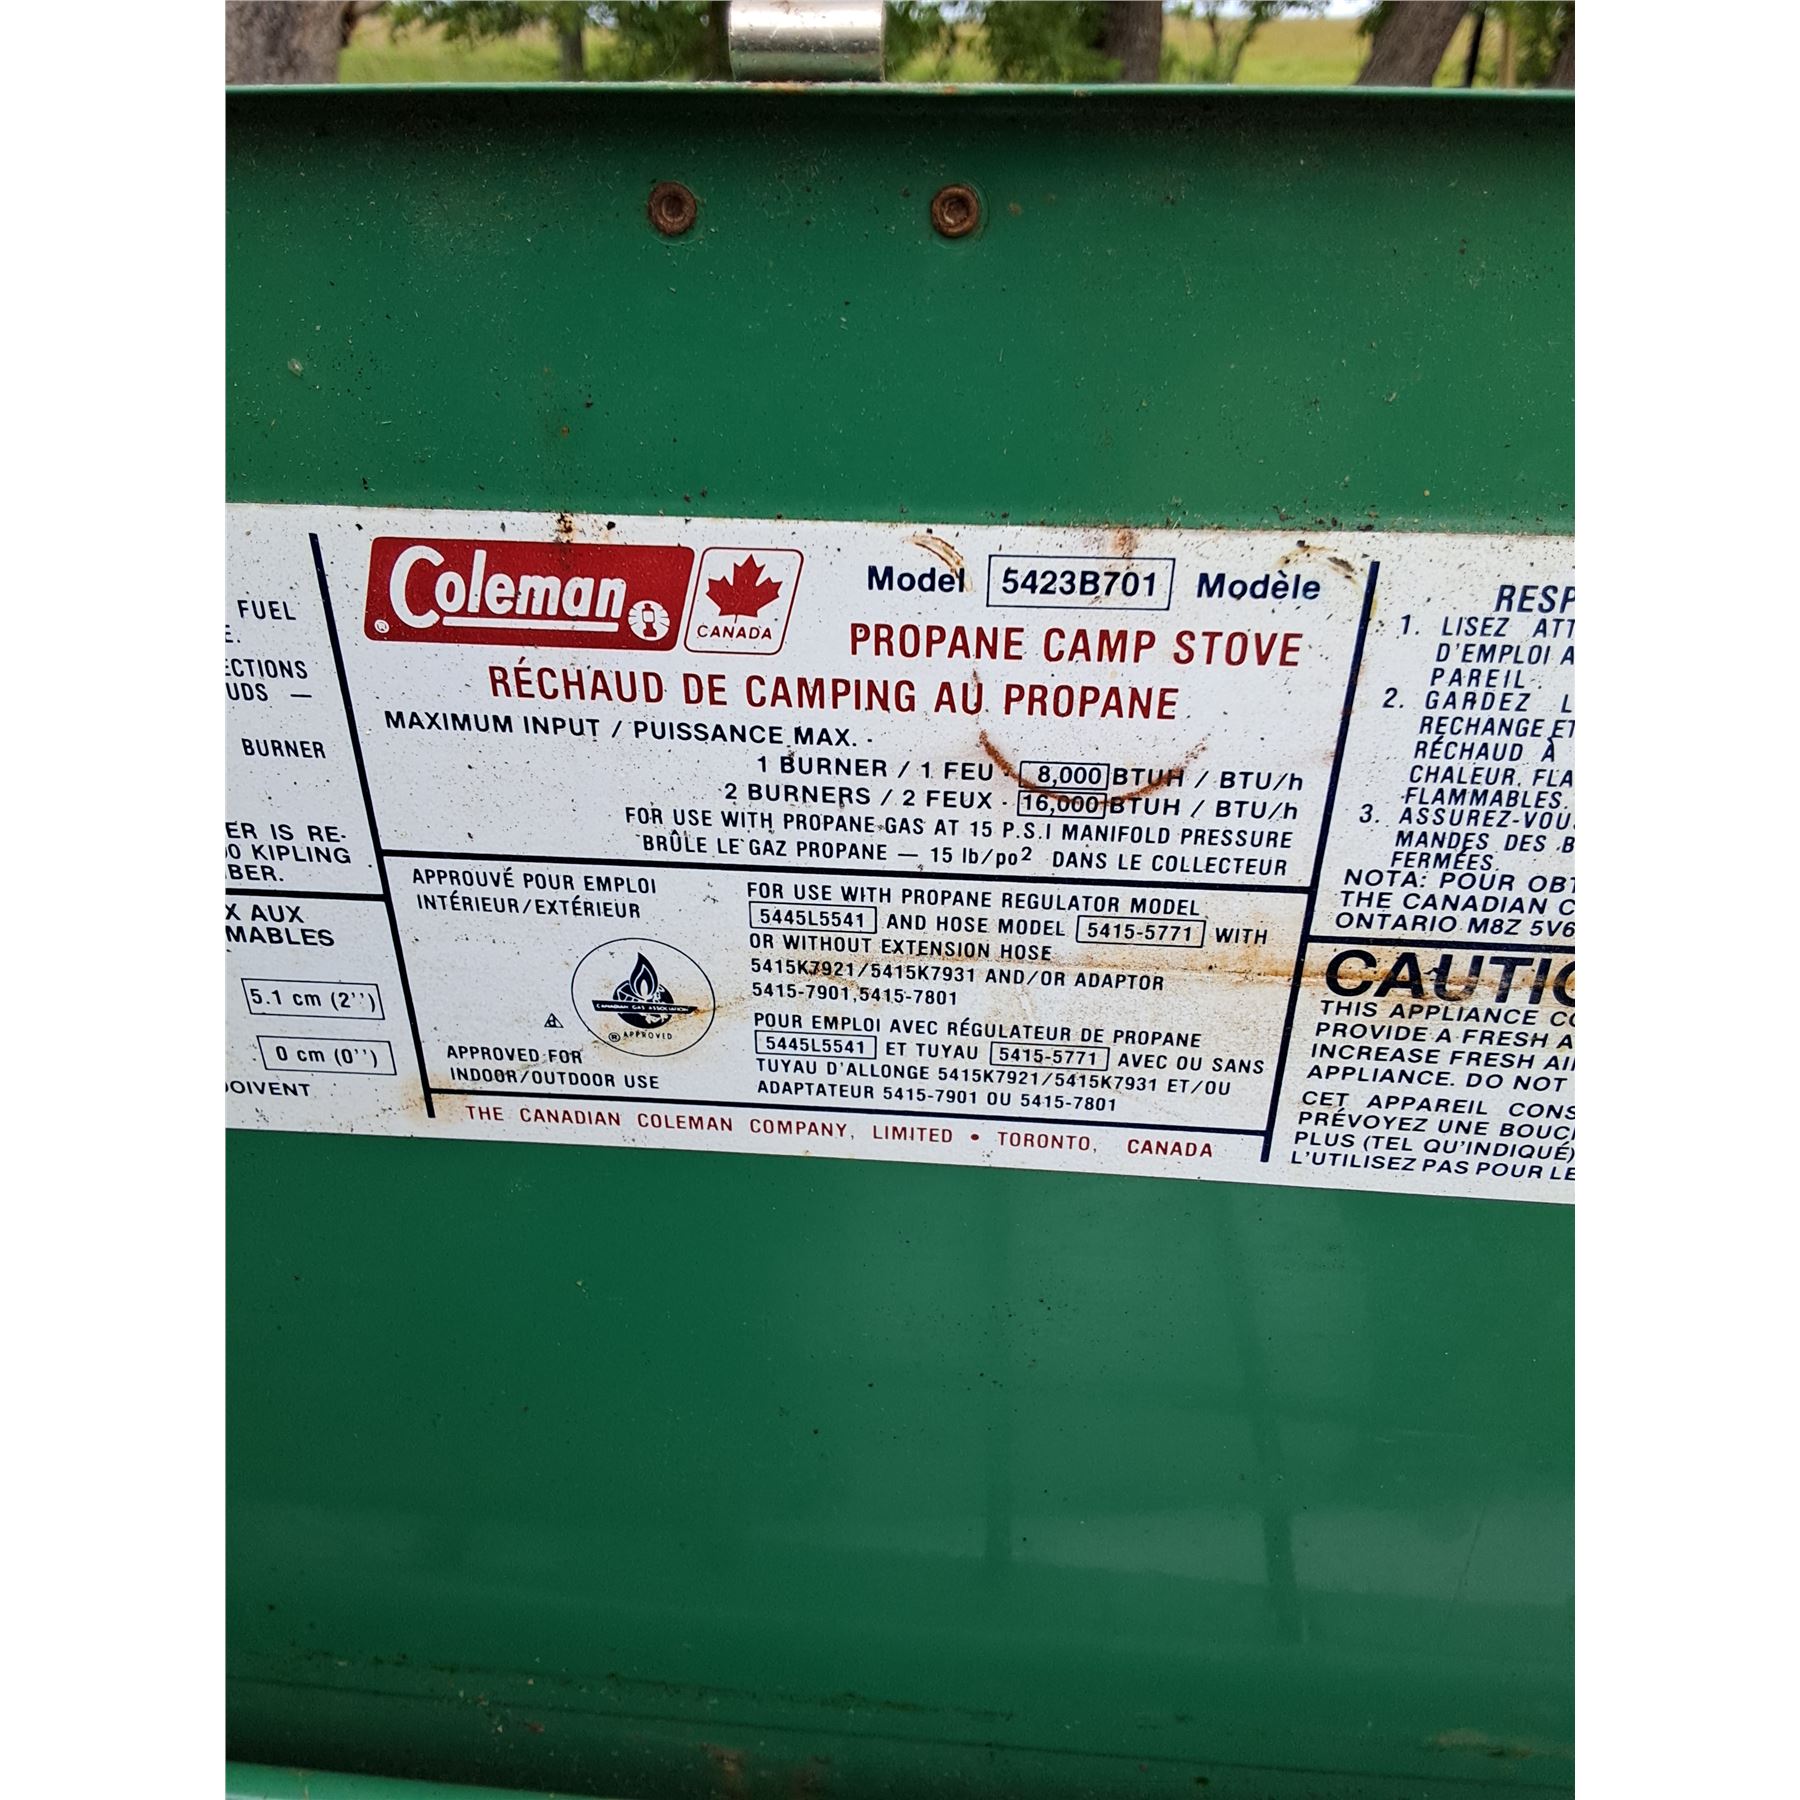 FUEL
E.
ECTIONS
UDS —
BURNER
ER IS RE-
00 KIPLING
BER.
X AUX
MABLES
5.1 cm (2'')
0 cm (0'')
DOIVENT
Coleman ®
CANADA
Model 5423B701 Modèle
PROPANE CAMP STOVE
RÉCHAUD DE CAMPING AU PROPANE
MAXIMUM INPUT / PUISSANCE MAX. -
1 BURNER / 1 FEU - 8,000 BTUH / BTU/h
2 BURNERS / 2 FEUX - 16,000 BTUH / BTU/h
FOR USE WITH PROPANE GAS AT 15 P.S.I MANIFOLD PRESSURE
BRÛLE LE GAZ PROPANE — 15 lb/po² DANS LE COLLECTEUR
APPROUVÉ POUR EMPLOI
INTÉRIEUR/EXTÉRIEUR
CANADIAN GAS ASSOCIATION
® APPROVED
APPROVED FOR
INDOOR/OUTDOOR USE
FOR USE WITH PROPANE REGULATOR MODEL
5445L5541 AND HOSE MODEL 5415-5771 WITH
OR WITHOUT EXTENSION HOSE
5415K7921/5415K7931 AND/OR ADAPTOR
5415-7901,5415-7801
POUR EMPLOI AVEC RÉGULATEUR DE PROPANE
5445L5541 ET TUYAU 5415-5771 AVEC OU SANS
TUYAU D'ALLONGE 5415K7921/5415K7931 ET/OU
ADAPTATEUR 5415-7901 OU 5415-7801
THE CANADIAN COLEMAN COMPANY, LIMITED • TORONTO, CANADA
RESP
1. LISEZ ATT
D'EMPLOI A
PAREIL.
2. GARDEZ L
RECHANGE ET
RÉCHAUD À
CHALEUR, FLA
FLAMMABLES.
3. ASSUREZ-VOU
MANDES DES B
FERMÉES.
NOTA: POUR OBT
THE CANADIAN C
ONTARIO M8Z 5V6
CAUTIO
THIS APPLIANCE CO
PROVIDE A FRESH A
INCREASE FRESH AI
APPLIANCE. DO NOT
CET APPAREIL CONS
PRÉVOYEZ UNE BOUC
PLUS (TEL QU'INDIQUÉ)
L'UTILISEZ PAS POUR LE